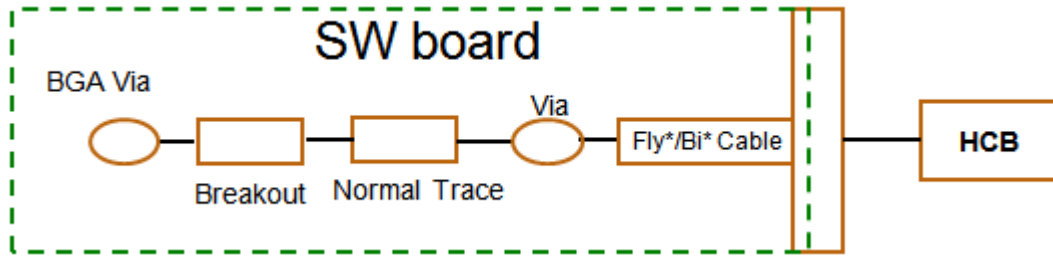 SW board
BGA Via
Via
Fly*/Bi* Cable
HCB
Breakout
Normal Trace